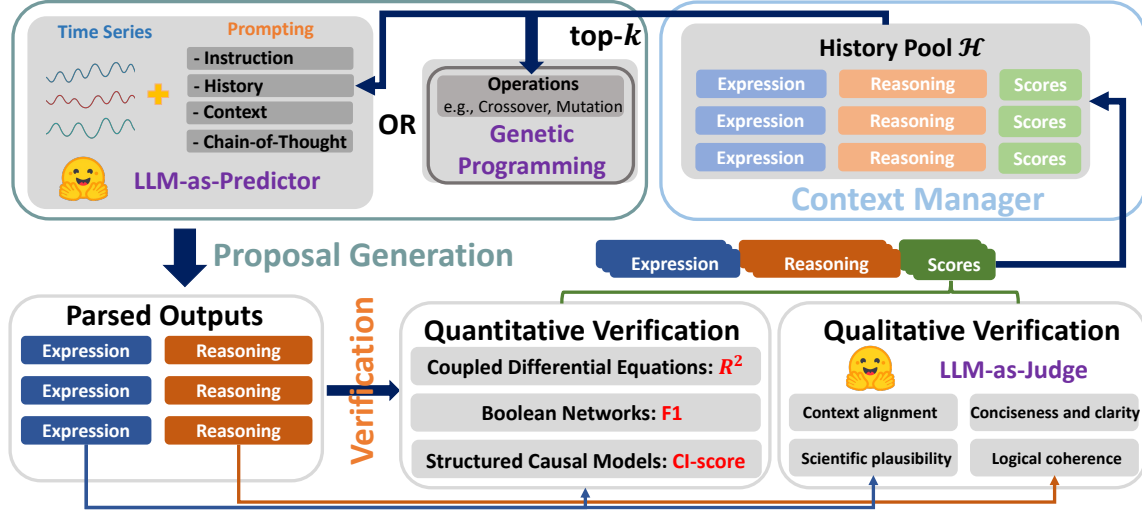 Time Series
Prompting
- Instruction
- History
- Context
- Chain-of-Thought
LLM-as-Predictor
OR
top-k
Operations
e.g., Crossover, Mutation
Genetic
Programming
History Pool ℋ
Expression Reasoning Scores
Expression Reasoning Scores
Expression Reasoning Scores
Context Manager
Proposal Generation
Expression Reasoning Scores
Parsed Outputs
Expression Reasoning
Expression Reasoning
Expression Reasoning
Verification
Quantitative Verification
Coupled Differential Equations: R²
Boolean Networks: F1
Structured Causal Models: CI-score
Qualitative Verification
LLM-as-Judge
Context alignment
Conciseness and clarity
Scientific plausibility
Logical coherence